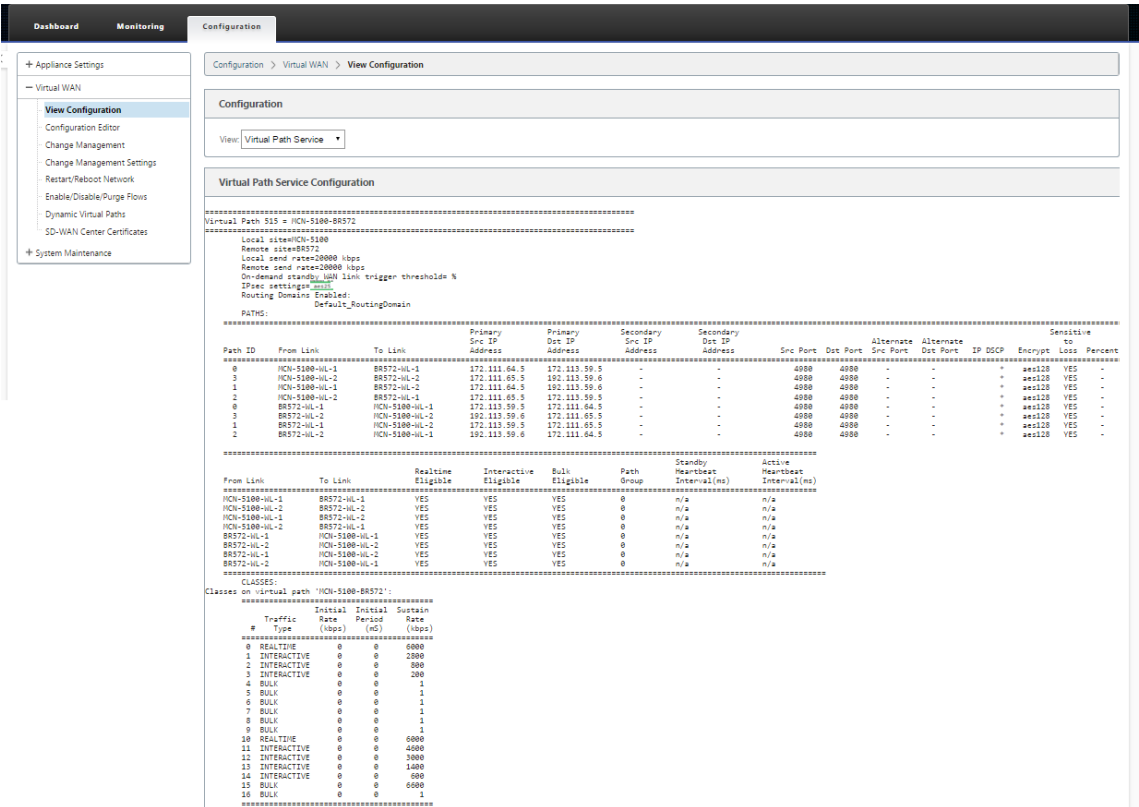 Dashboard Monitoring Configuration
+ Appliance Settings
− Virtual WAN
View Configuration
Configuration Editor
Change Management
Change Management Settings
Restart/Reboot Network
Enable/Disable/Purge Flows
Dynamic Virtual Paths
SD-WAN Center Certificates
+ System Maintenance
Configuration > Virtual WAN > View Configuration
Configuration
View: Virtual Path Service
Virtual Path Service Configuration
Virtual Path 515 = MCN-5100-BR572
Local site=MCN-5100
Remote site=BR572
Local send rate=20000 kbps
Remote send rate=20000 kbps
On-demand standby WAN link trigger threshold= %
IPsec settings=
Routing Domains Enabled:
Default_RoutingDomain
PATHS:
Primary Primary Secondary Secondary Sensitive
Src IP Dst IP Src IP Dst IP Alternate Alternate to
Path ID From Link To Link Address Address Address Address Src Port Dst Port Src Port Dst Port IP DSCP Encrypt Loss Percent
0 MCN-5100-WL-1 BR572-WL-1 172.111.64.5 172.113.59.5 - - 4980 4980 - - * aes128 YES -
3 MCN-5100-WL-2 BR572-WL-2 172.111.65.5 192.113.59.6 - - 4980 4980 - - * aes128 YES -
1 MCN-5100-WL-1 BR572-WL-2 172.111.64.5 192.113.59.6 - - 4980 4980 - - * aes128 YES -
2 MCN-5100-WL-2 BR572-WL-1 172.111.65.5 172.113.59.5 - - 4980 4980 - - * aes128 YES -
0 BR572-WL-1 MCN-5100-WL-1 172.113.59.5 172.111.64.5 - - 4980 4980 - - * aes128 YES -
3 BR572-WL-2 MCN-5100-WL-2 192.113.59.6 172.111.65.5 - - 4980 4980 - - * aes128 YES -
1 BR572-WL-1 MCN-5100-WL-2 172.113.59.5 172.111.65.5 - - 4980 4980 - - * aes128 YES -
2 BR572-WL-2 MCN-5100-WL-1 192.113.59.6 172.111.64.5 - - 4980 4980 - - * aes128 YES -
Standby Active
Realtime Interactive Bulk Path Heartbeat Heartbeat
From Link To Link Eligible Eligible Eligible Group Interval(ms) Interval(ms)
MCN-5100-WL-1 BR572-WL-1 YES YES YES 0 n/a n/a
MCN-5100-WL-2 BR572-WL-2 YES YES YES 0 n/a n/a
MCN-5100-WL-1 BR572-WL-2 YES YES YES 0 n/a n/a
MCN-5100-WL-2 BR572-WL-1 YES YES YES 0 n/a n/a
BR572-WL-1 MCN-5100-WL-1 YES YES YES 0 n/a n/a
BR572-WL-2 MCN-5100-WL-2 YES YES YES 0 n/a n/a
BR572-WL-1 MCN-5100-WL-2 YES YES YES 0 n/a n/a
BR572-WL-2 MCN-5100-WL-1 YES YES YES 0 n/a n/a
CLASSES:
Classes on virtual path 'MCN-5100-BR572':
Initial Initial Sustain
Traffic Rate Period Rate
# Type (kbps) (mS) (kbps)
0 REALTIME 0 0 6000
1 INTERACTIVE 0 0 2800
2 INTERACTIVE 0 0 800
3 INTERACTIVE 0 0 200
4 BULK 0 0 1
5 BULK 0 0 1
6 BULK 0 0 1
7 BULK 0 0 1
8 BULK 0 0 1
9 BULK 0 0 1
10 REALTIME 0 0 6000
11 INTERACTIVE 0 0 4600
12 INTERACTIVE 0 0 3000
13 INTERACTIVE 0 0 1400
14 INTERACTIVE 0 0 600
15 BULK 0 0 6600
16 BULK 0 0 1